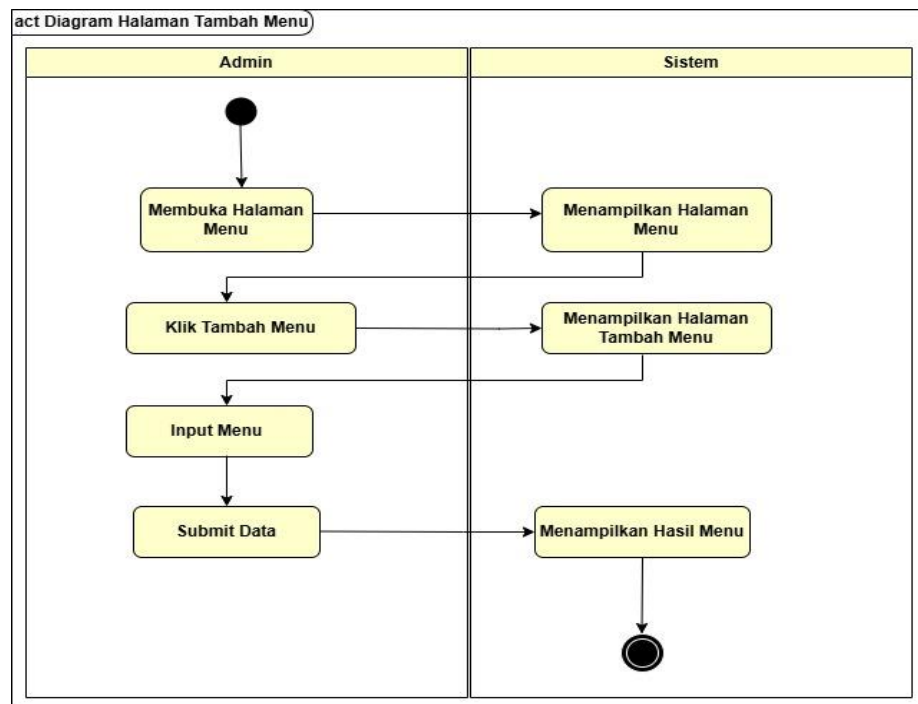 act Diagram Halaman Tambah Menu
Admin
Sistem
Membuka Halaman
Menu
Menampilkan Halaman
Menu
Klik Tambah Menu
Menampilkan Halaman
Tambah Menu
Input Menu
Submit Data
Menampilkan Hasil Menu